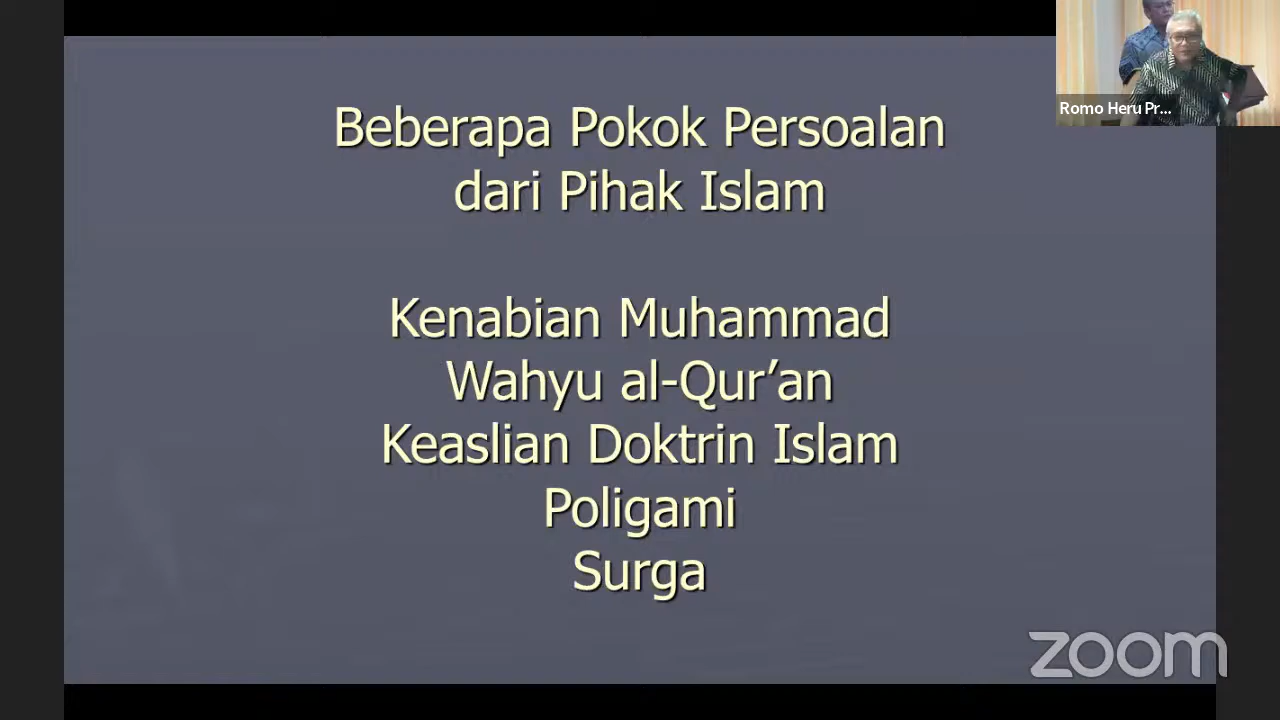 Romo Heru Pr...
Beberapa Pokok Persoalan
dari Pihak Islam
Kenabian Muhammad
Wahyu al-Qur’an
Keaslian Doktrin Islam
Poligami
Surga
zoom